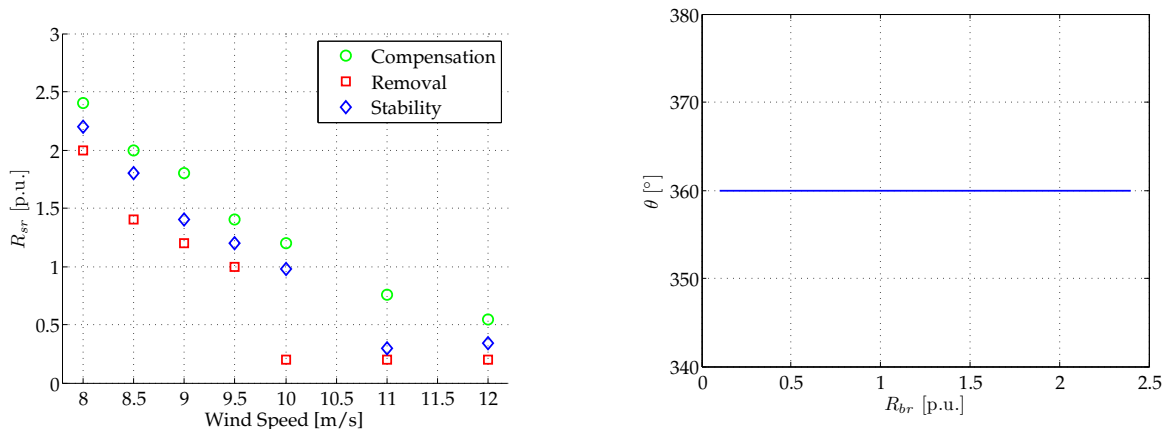 3
2.5
2
1.5
1
0.5
0
R_sr [p.u.]
Compensation
Removal
Stability
8 8.5 9 9.5 10 10.5 11 11.5 12
Wind Speed [m/s]
380
370
360
350
340
θ [°]
0 0.5 1 1.5 2 2.5
R_br [p.u.]